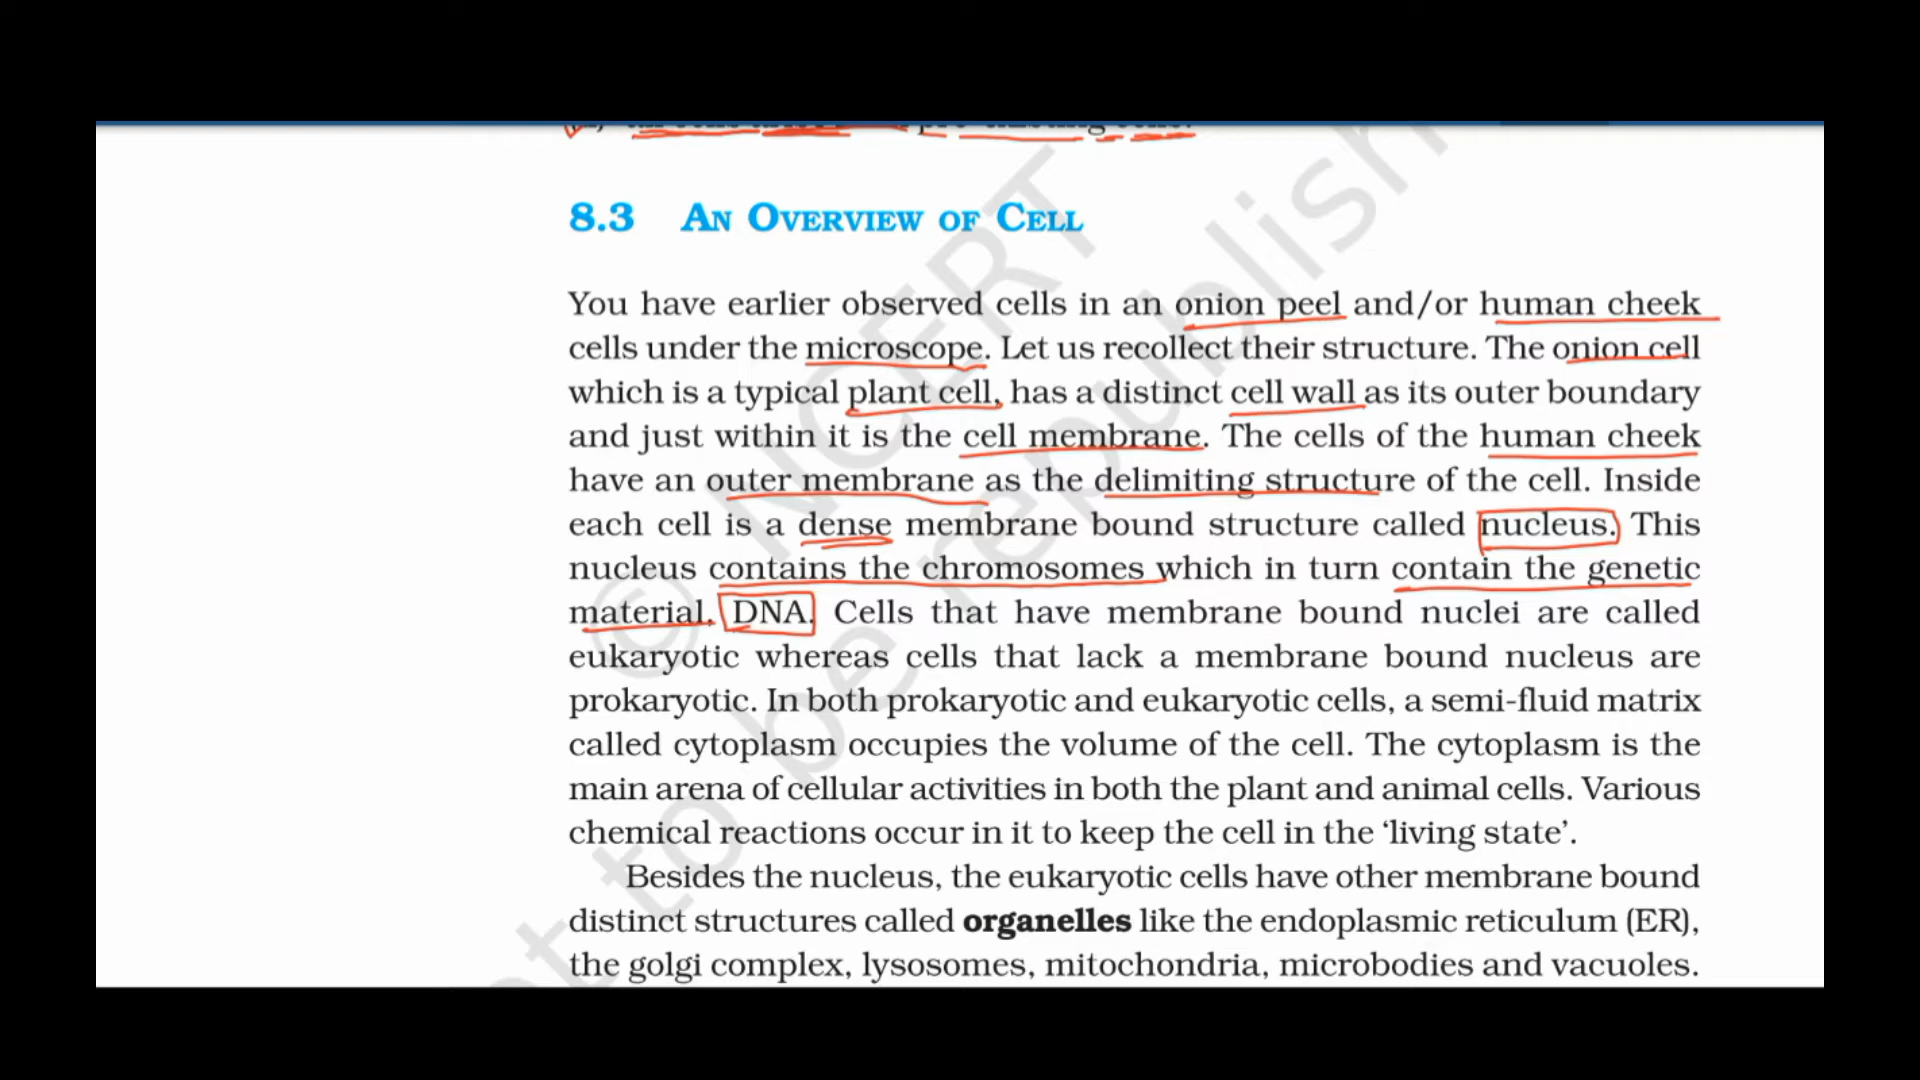 8.3 AN OVERVIEW OF CELL
You have earlier observed cells in an onion peel and/or human cheek
cells under the microscope. Let us recollect their structure. The onion cell
which is a typical plant cell, has a distinct cell wall as its outer boundary
and just within it is the cell membrane. The cells of the human cheek
have an outer membrane as the delimiting structure of the cell. Inside
each cell is a dense membrane bound structure called nucleus. This
nucleus contains the chromosomes which in turn contain the genetic
material, DNA. Cells that have membrane bound nuclei are called
eukaryotic whereas cells that lack a membrane bound nucleus are
prokaryotic. In both prokaryotic and eukaryotic cells, a semi-fluid matrix
called cytoplasm occupies the volume of the cell. The cytoplasm is the
main arena of cellular activities in both the plant and animal cells. Various
chemical reactions occur in it to keep the cell in the ‘living state’.
Besides the nucleus, the eukaryotic cells have other membrane bound
distinct structures called organelles like the endoplasmic reticulum (ER),
the golgi complex, lysosomes, mitochondria, microbodies and vacuoles.
© NCERT
to be republish